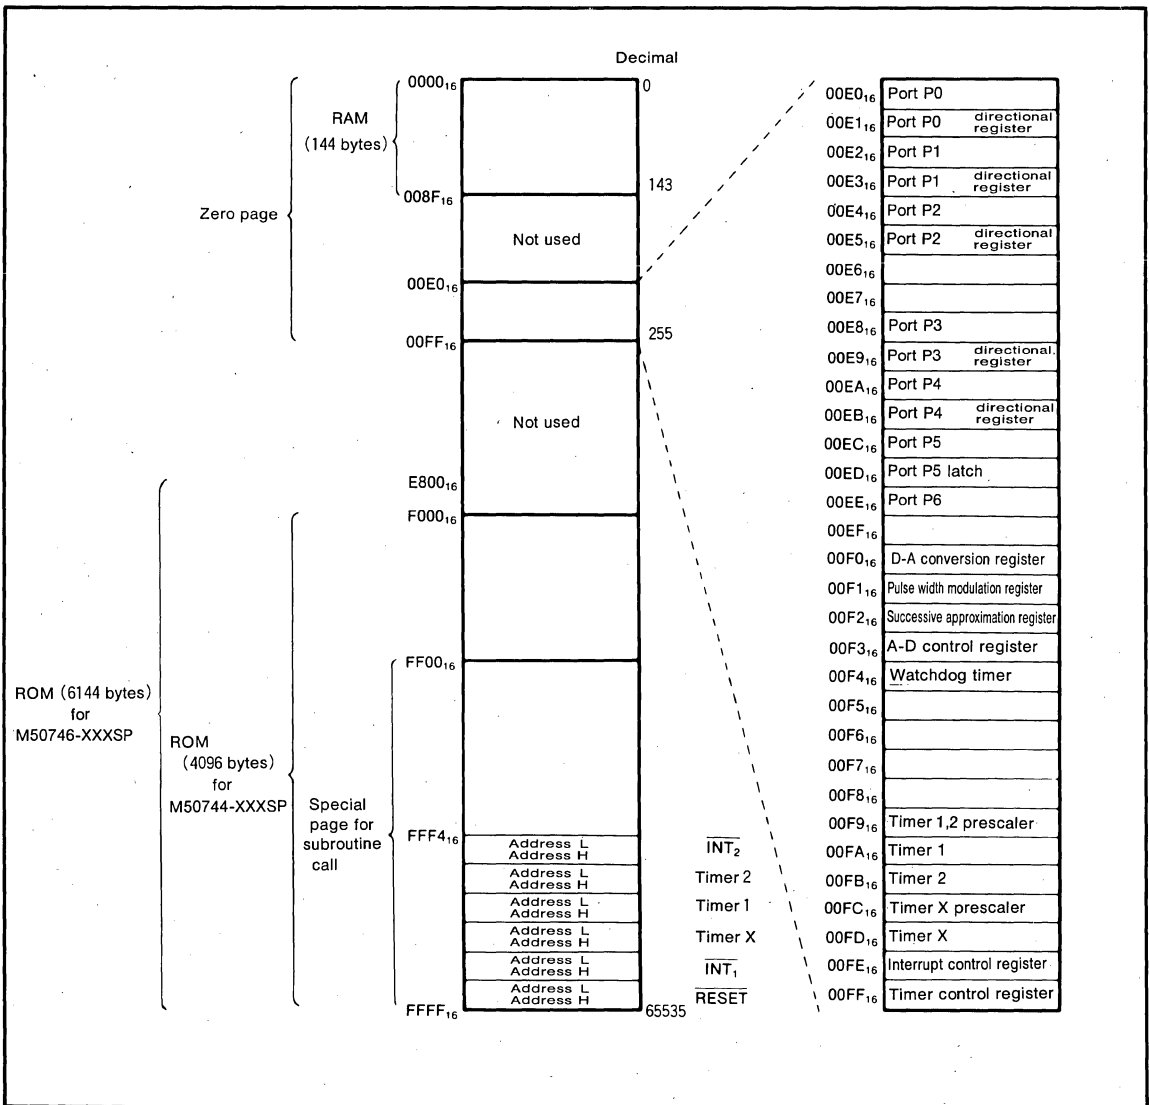 Decimal
0000₁₆
0
RAM
(144 bytes)
143
008F₁₆
Zero page
Not used
00E0₁₆
255
00FF₁₆
Not used
E800₁₆
F000₁₆
FF00₁₆
ROM (6144 bytes)
for
M50746-XXXSP
ROM
(4096 bytes)
for
M50744-XXXSP
Special
page for
subroutine
call
FFF4₁₆
Address L
Address H
INT₂
Address L
Address H
Timer 2
Address L
Address H
Timer 1
Address L
Address H
Timer X
Address L
Address H
INT₁
Address L
Address H
RESET
FFFF₁₆
65535
00E0₁₆ Port P0
00E1₁₆ Port P0 directional register
00E2₁₆ Port P1
00E3₁₆ Port P1 directional register
00E4₁₆ Port P2
00E5₁₆ Port P2 directional register
00E6₁₆
00E7₁₆
00E8₁₆ Port P3
00E9₁₆ Port P3 directional register
00EA₁₆ Port P4
00EB₁₆ Port P4 directional register
00EC₁₆ Port P5
00ED₁₆ Port P5 latch
00EE₁₆ Port P6
00EF₁₆
00F0₁₆ D-A conversion register
00F1₁₆ Pulse width modulation register
00F2₁₆ Successive approximation register
00F3₁₆ A-D control register
00F4₁₆ Watchdog timer
00F5₁₆
00F6₁₆
00F7₁₆
00F8₁₆
00F9₁₆ Timer 1,2 prescaler
00FA₁₆ Timer 1
00FB₁₆ Timer 2
00FC₁₆ Timer X prescaler
00FD₁₆ Timer X
00FE₁₆ Interrupt control register
00FF₁₆ Timer control register